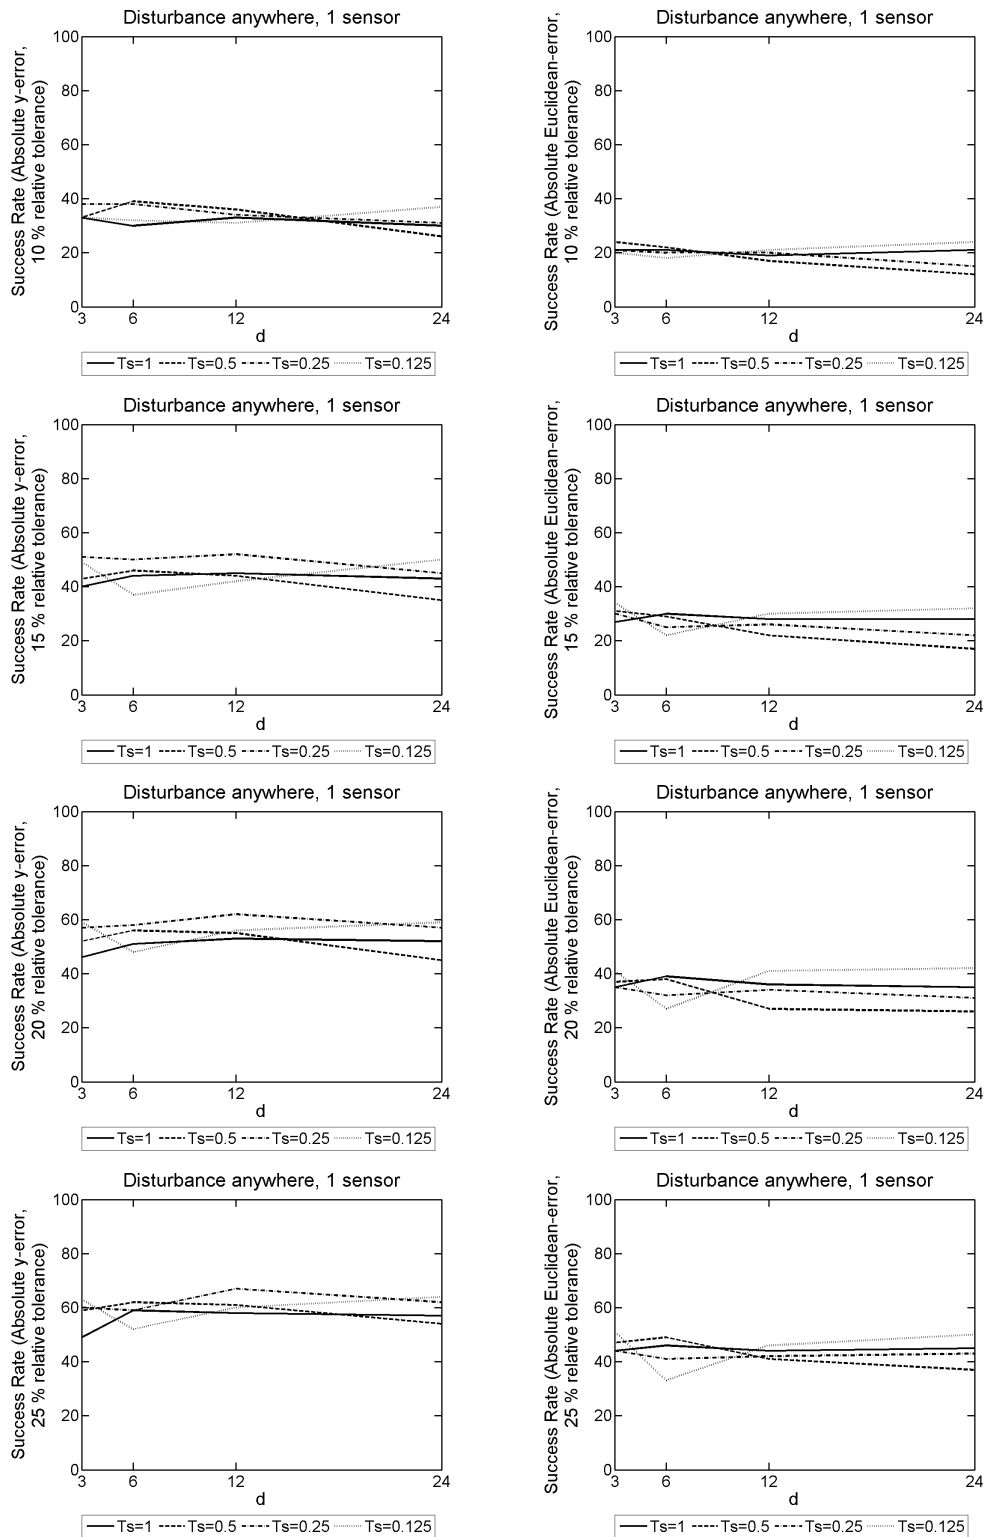 Disturbance anywhere, 1 sensor
Success Rate (Absolute y-error,
10 % relative tolerance)
100
80
60
40
20
0
3 6 12 24
d
Ts=1 Ts=0.5 Ts=0.25 Ts=0.125
Disturbance anywhere, 1 sensor
Success Rate (Absolute Euclidean-error,
10 % relative tolerance)
100
80
60
40
20
0
3 6 12 24
d
Ts=1 Ts=0.5 Ts=0.25 Ts=0.125
Disturbance anywhere, 1 sensor
Success Rate (Absolute y-error,
15 % relative tolerance)
100
80
60
40
20
0
3 6 12 24
d
Ts=1 Ts=0.5 Ts=0.25 Ts=0.125
Disturbance anywhere, 1 sensor
Success Rate (Absolute Euclidean-error,
15 % relative tolerance)
100
80
60
40
20
0
3 6 12 24
d
Ts=1 Ts=0.5 Ts=0.25 Ts=0.125
Disturbance anywhere, 1 sensor
Success Rate (Absolute y-error,
20 % relative tolerance)
100
80
60
40
20
0
3 6 12 24
d
Ts=1 Ts=0.5 Ts=0.25 Ts=0.125
Disturbance anywhere, 1 sensor
Success Rate (Absolute Euclidean-error,
20 % relative tolerance)
100
80
60
40
20
0
3 6 12 24
d
Ts=1 Ts=0.5 Ts=0.25 Ts=0.125
Disturbance anywhere, 1 sensor
Success Rate (Absolute y-error,
25 % relative tolerance)
100
80
60
40
20
0
3 6 12 24
d
Ts=1 Ts=0.5 Ts=0.25 Ts=0.125
Disturbance anywhere, 1 sensor
Success Rate (Absolute Euclidean-error,
25 % relative tolerance)
100
80
60
40
20
0
3 6 12 24
d
Ts=1 Ts=0.5 Ts=0.25 Ts=0.125